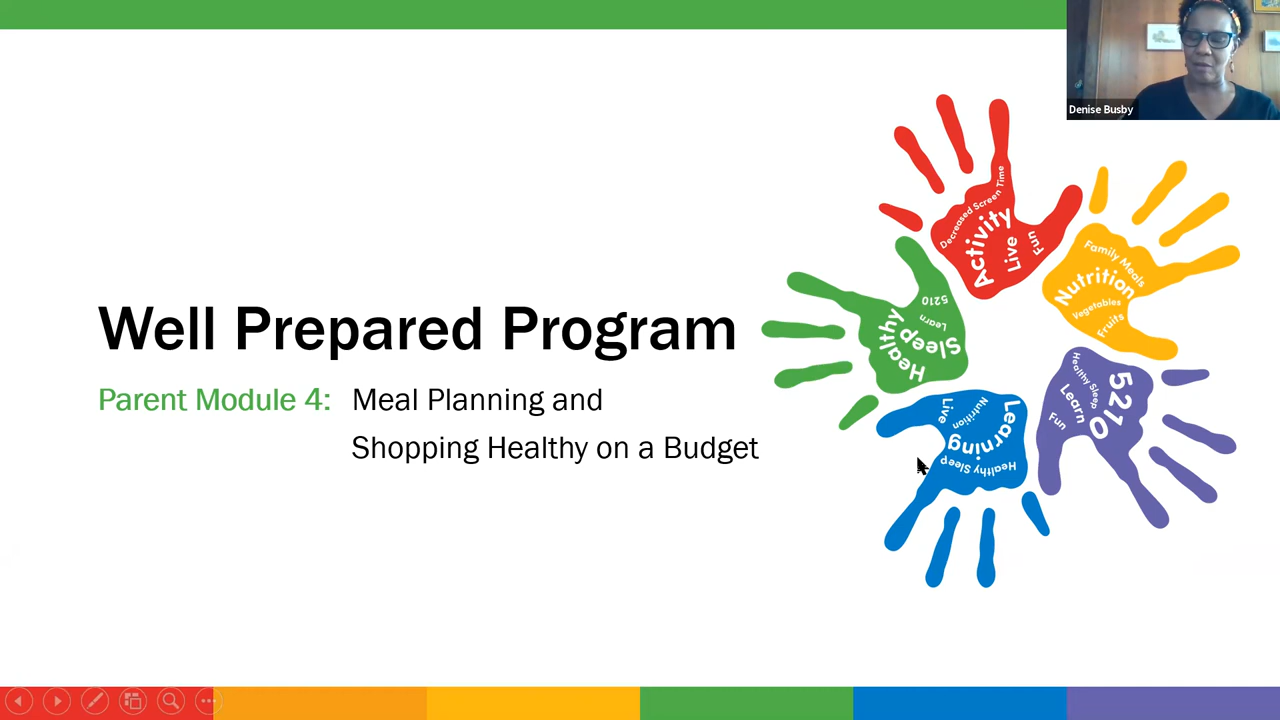 Denise Busby
Well Prepared Program
Parent Module 4: Meal Planning and
Shopping Healthy on a Budget
Decreased Screen Time
Activity
Live
Fun
Family Meals
Nutrition
Vegetables
Fruits
5210
Learn
Sleep
Healthy
Healthy Sleep
5210
Learn
Fun
Live
Nutrition
Learning
Healthy Sleep